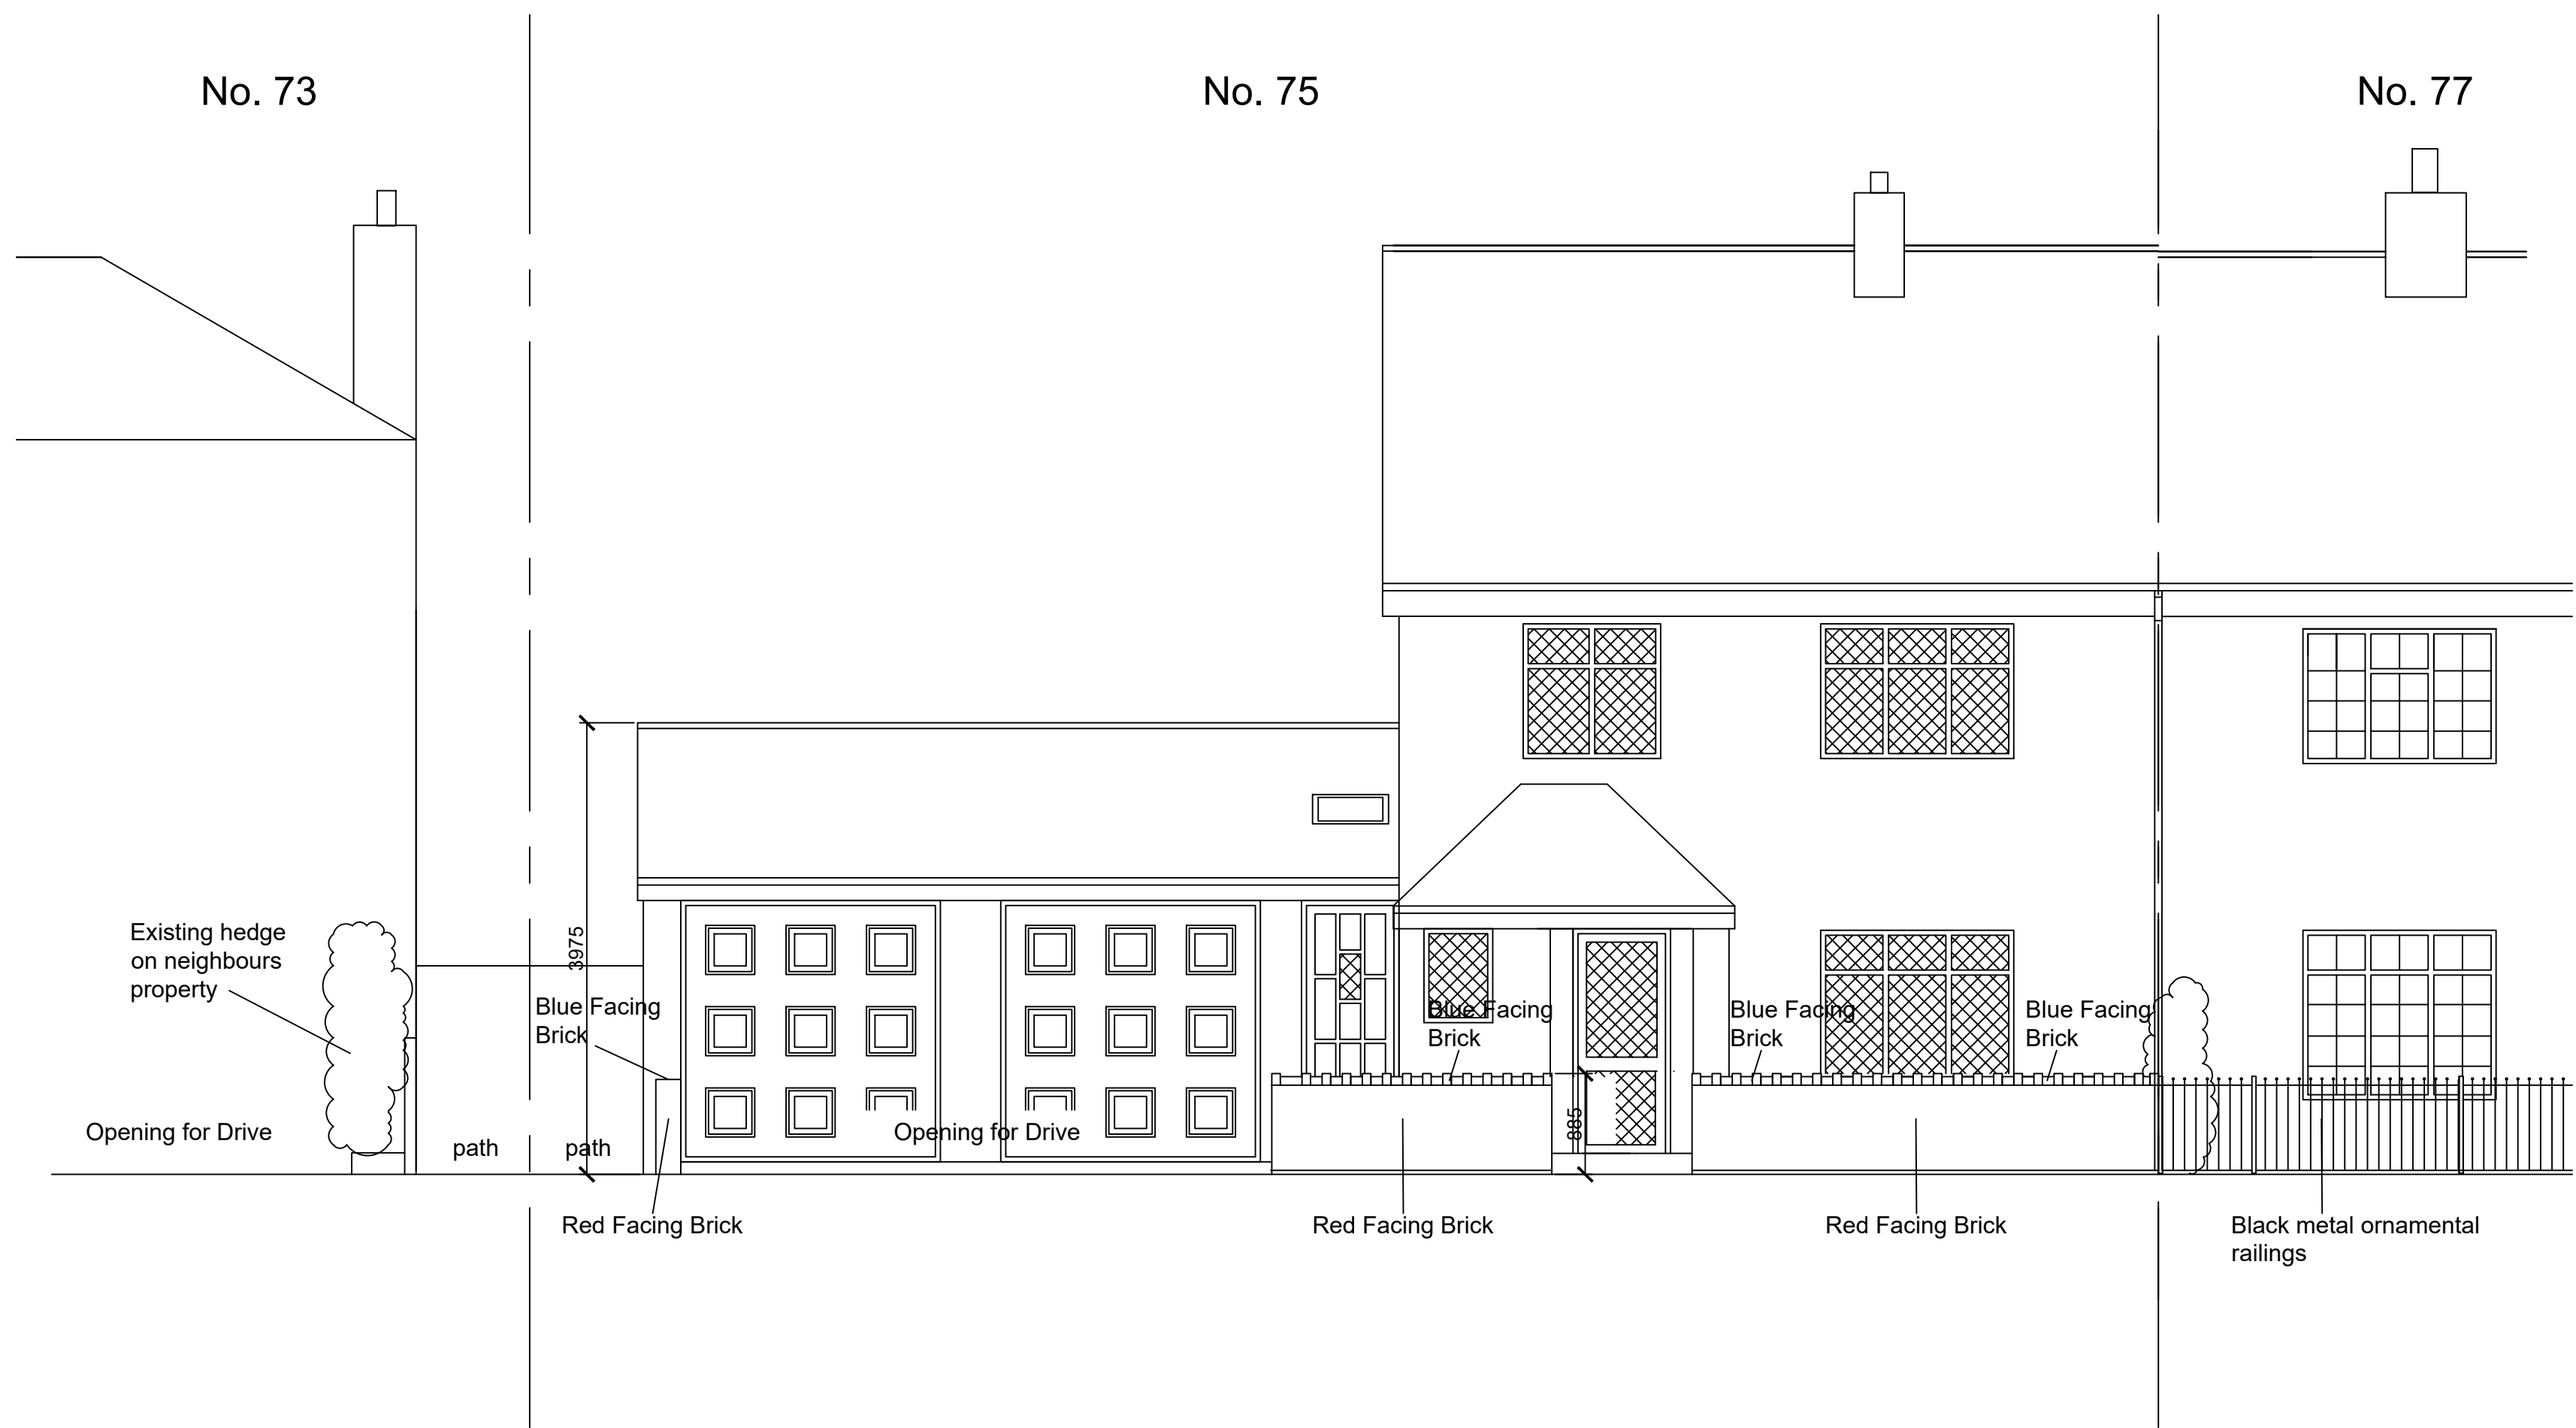 No. 73
No. 75
No. 77
Existing hedge
on neighbours
property
3975
Blue Facing
Brick
Blue Facing
Brick
Blue Facing
Brick
Blue Facing
Brick
Opening for Drive
path
path
Opening for Drive
885
Red Facing Brick
Red Facing Brick
Red Facing Brick
Black metal ornamental
railings